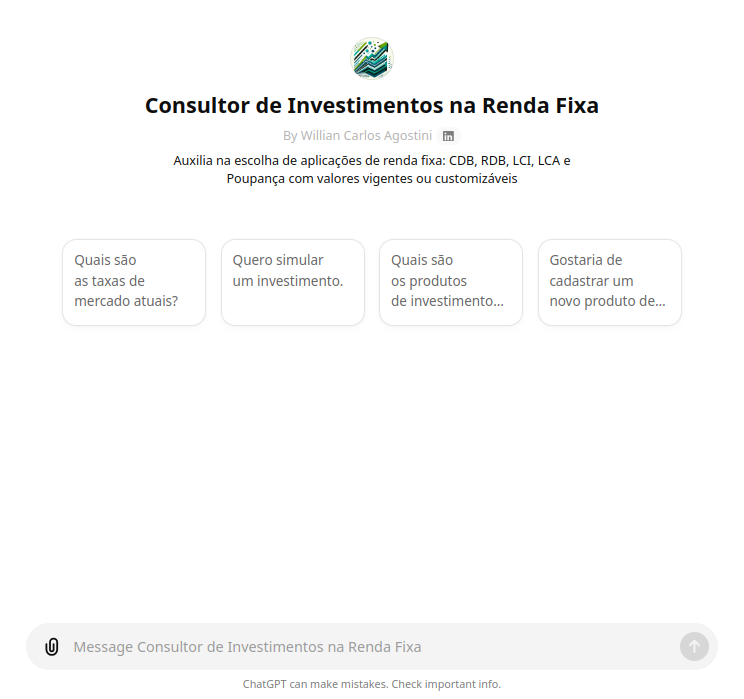 Consultor de Investimentos na Renda Fixa
By Willian Carlos Agostini in
Auxilia na escolha de aplicações de renda fixa: CDB, RDB, LCI, LCA e
Poupança com valores vigentes ou customizáveis
Quais são
as taxas de
mercado atuais?
Quero simular
um investimento.
Quais são
os produtos
de investimento...
Gostaria de
cadastrar um
novo produto de...
Message Consultor de Investimentos na Renda Fixa
ChatGPT can make mistakes. Check important info.